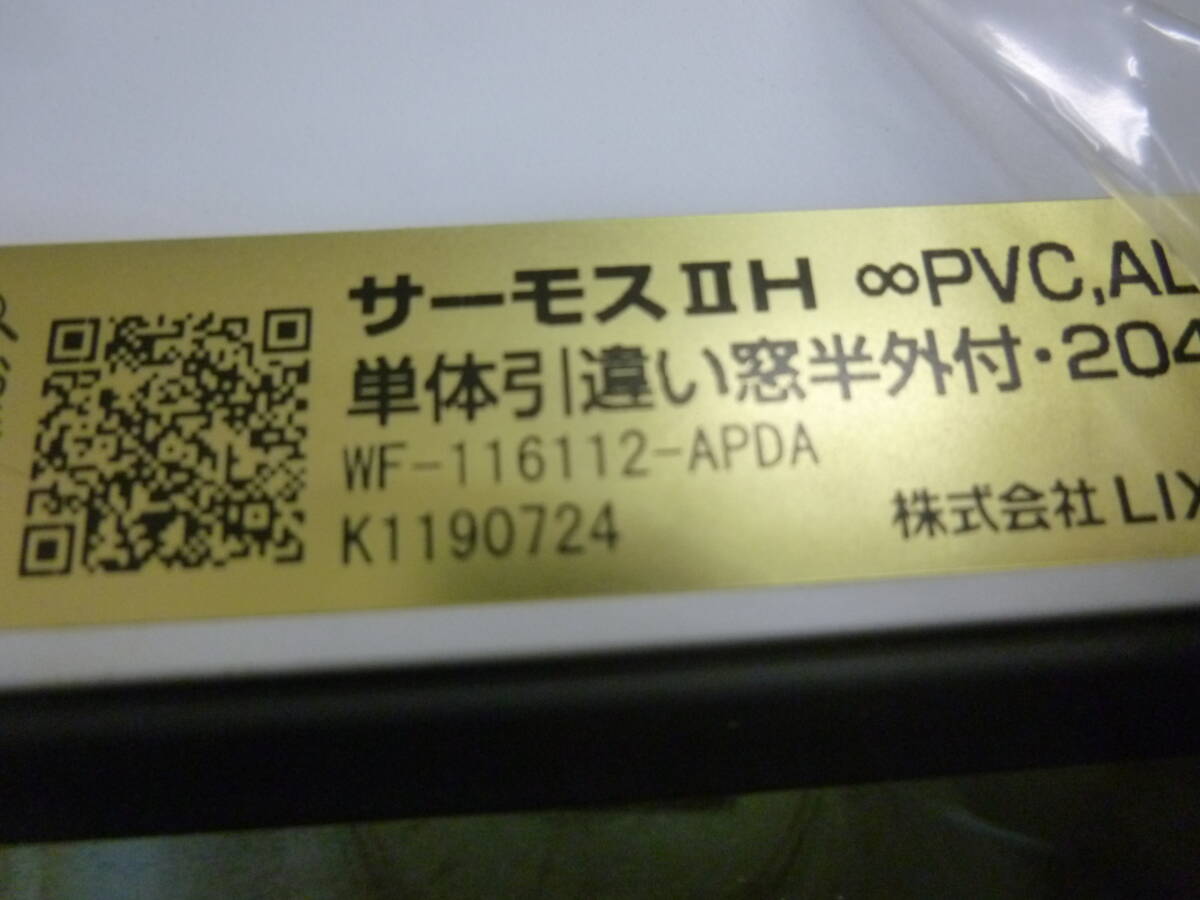 サーモスⅡH ∞PVC,AL
単体引違い窓半外付・204
WF-116112-APDA
K1190724
株式会社 LIX